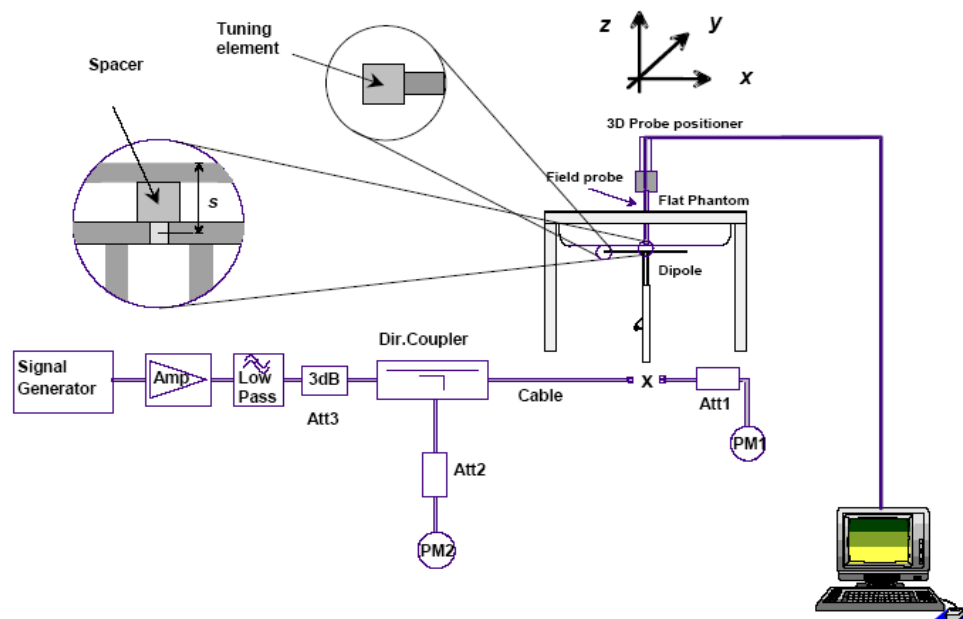 Tuning
element
Spacer
s
z
y
x
3D Probe positioner
Field probe
Flat Phantom
Dipole
Signal
Generator
Amp
Low
Pass
3dB
Att3
Dir.Coupler
Cable
x
Att1
PM1
Att2
PM2